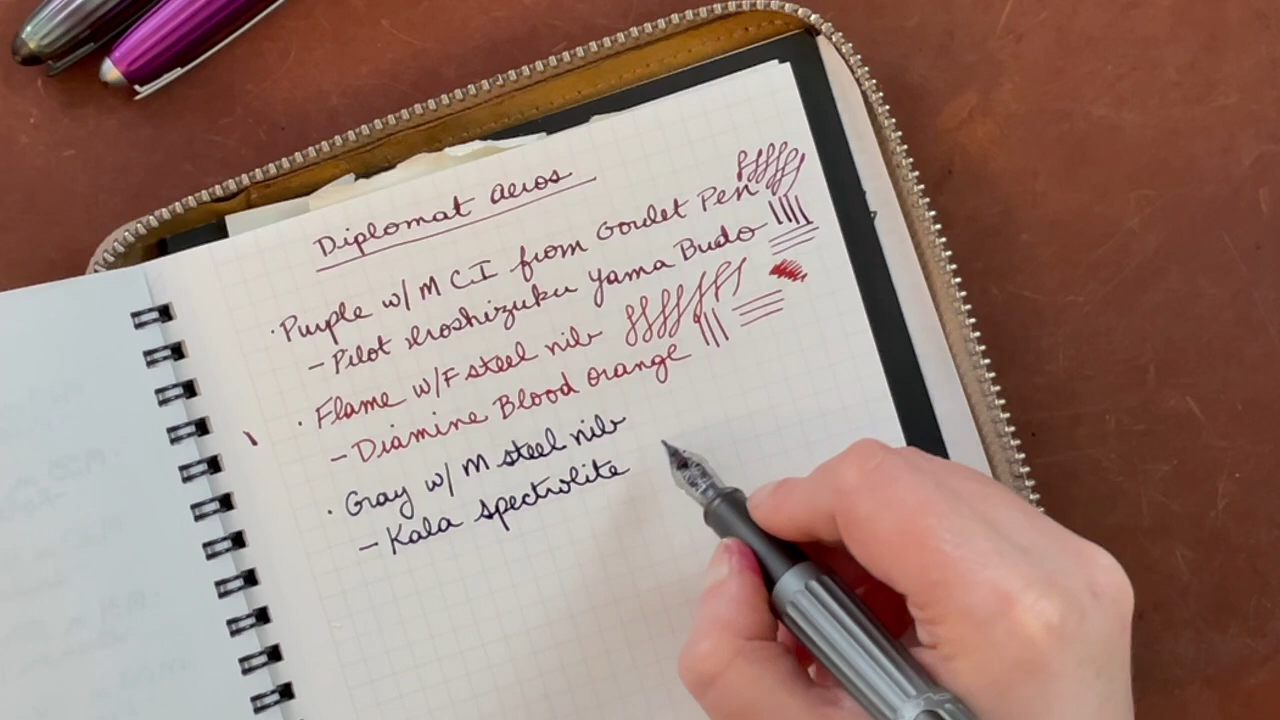 Diplomat Aeros
· Purple w/ M C.I from Goulet Pen
- Pilot Iroshizuku Yama Budo
· Flame w/ F steel nib
- Diamine Blood Orange
· Gray w/ M steel nib
- Kala Spectrolite